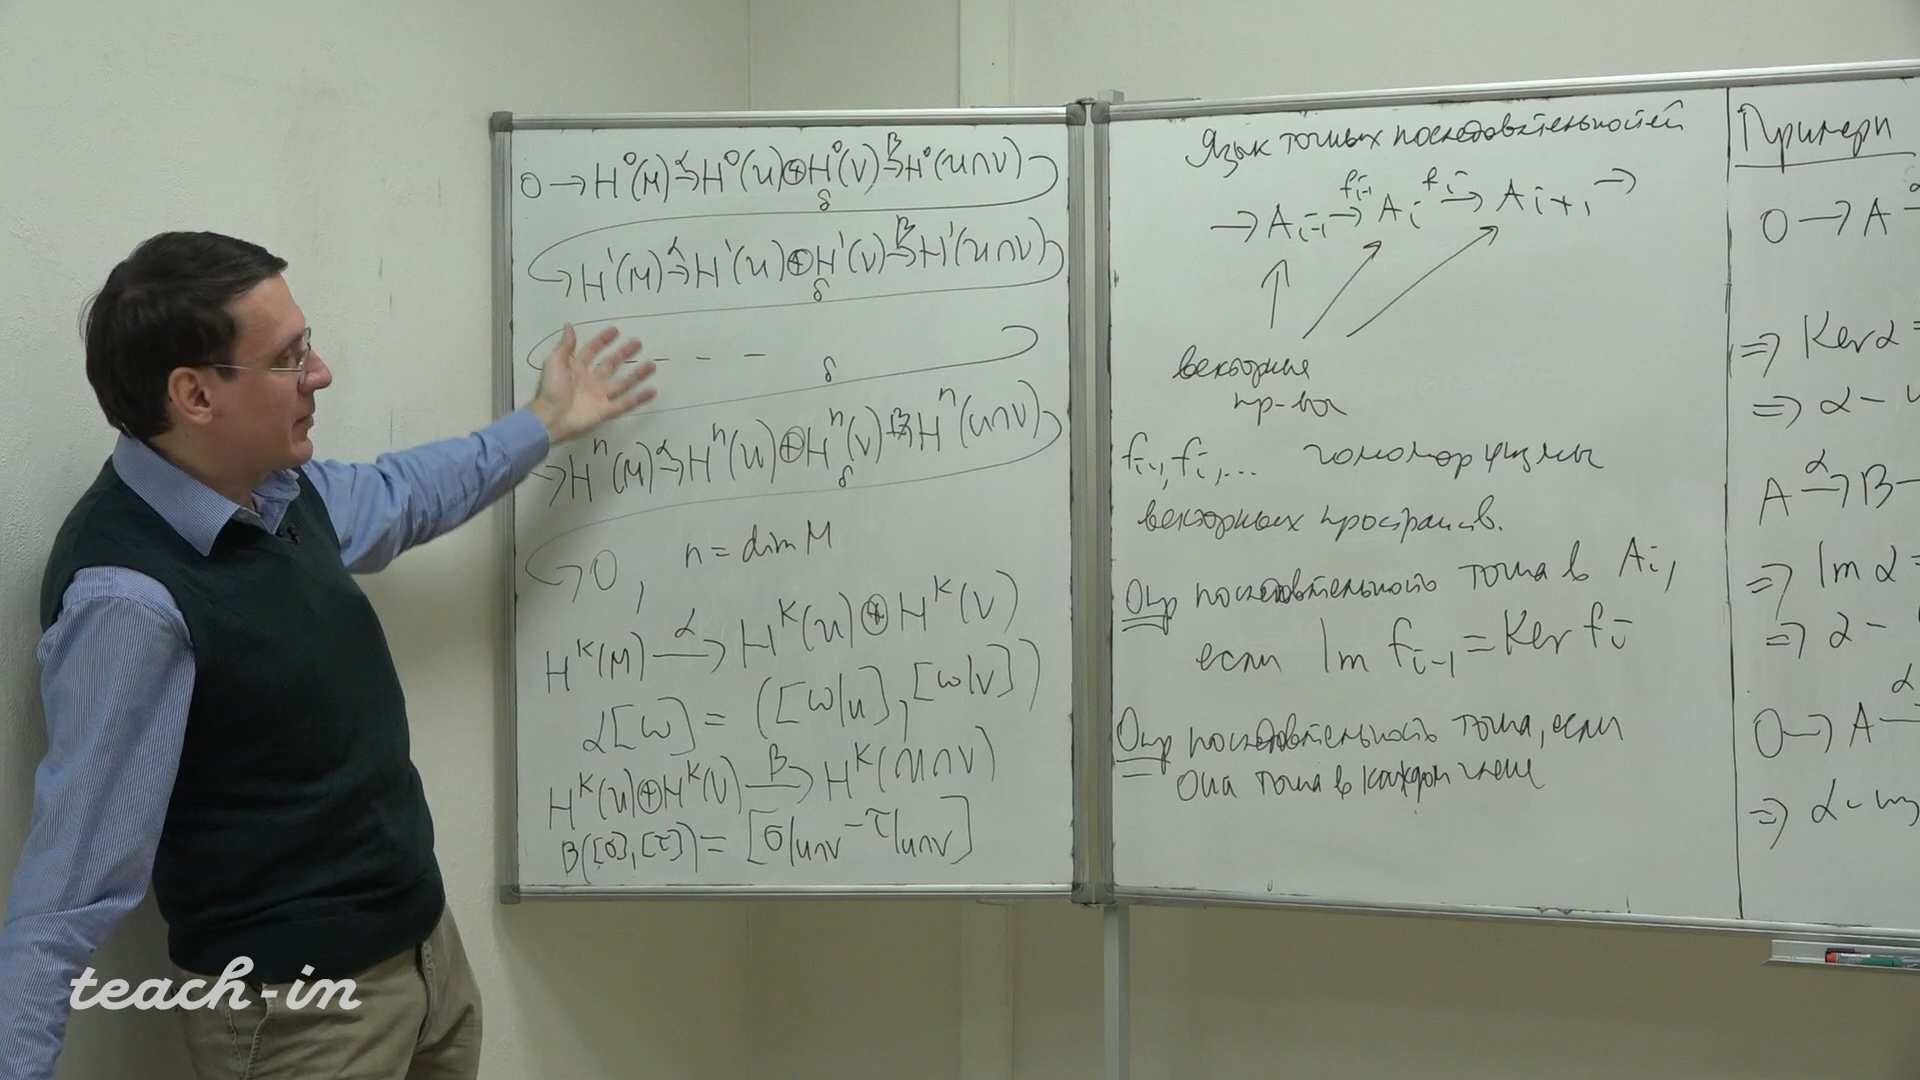 0 → H⁰(M) →α H⁰(U)⊕H⁰(V) →β H⁰(U∩V)
δ
→ H¹(M) →α H¹(U)⊕H¹(V) →β H¹(U∩V)
δ
– – –
δ
→ Hⁿ(M) →α Hⁿ(U)⊕Hⁿ(V) →β Hⁿ(U∩V)
δ
→ 0, n = dim M
Hᵏ(M) →α Hᵏ(U)⊕Hᵏ(V)
α[ω] = ([ω|u], [ω|v])
Hᵏ(U)⊕Hᵏ(V) →β Hᵏ(U∩V)
β([σ],[τ]) = [σ|u∩v − τ|u∩v]
Язык точных последовательностей
→ Aᵢ₋₁ →fᵢ₋₁ Aᵢ →fᵢ Aᵢ₊₁ →
векторные
пр-ва
fᵢ₋₁, fᵢ, ... гомоморфизмы
векторных пространств.
Опр последовательность точна в Aᵢ,
если Im fᵢ₋₁ = Ker fᵢ
Опр последовательность точна, если
она точна в каждом члене
Примеры
0 → A α
⇒ Ker α =
⇒ α –
A →α B –
⇒ Im α =
⇒ α –
0 → A α
⇒ α –
teach-in